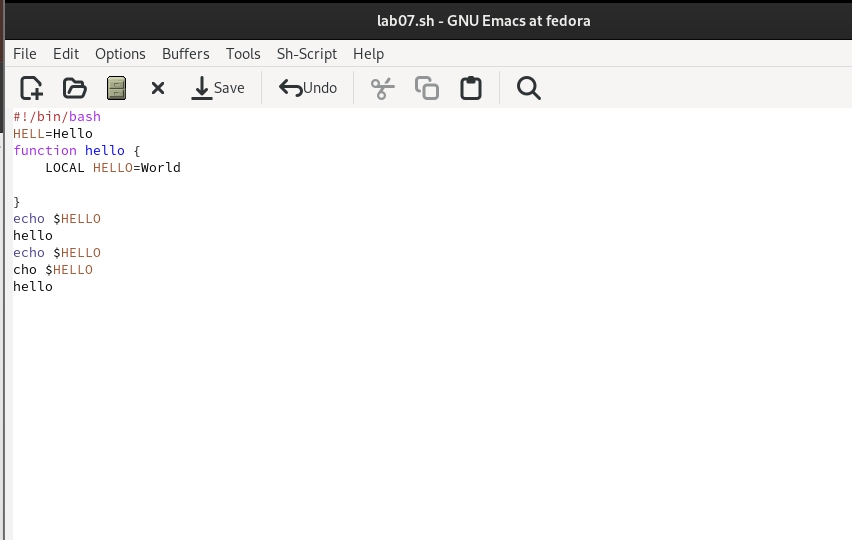 lab07.sh - GNU Emacs at fedora
File Edit Options Buffers Tools Sh-Script Help
Save Undo
#!/bin/bash
HELL=Hello
function hello {
    LOCAL HELLO=World

}
echo $HELLO
hello
echo $HELLO
cho $HELLO
hello